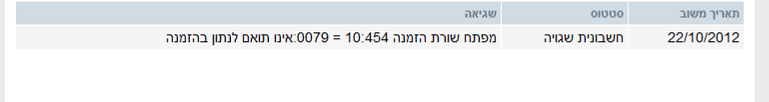 תאריך משוב סטטוס שגיאה
22/10/2012 חשבונית שגויה מפתח שורת הזמנה 10:454 = 0079:אינו תואם לנתון בהזמנה